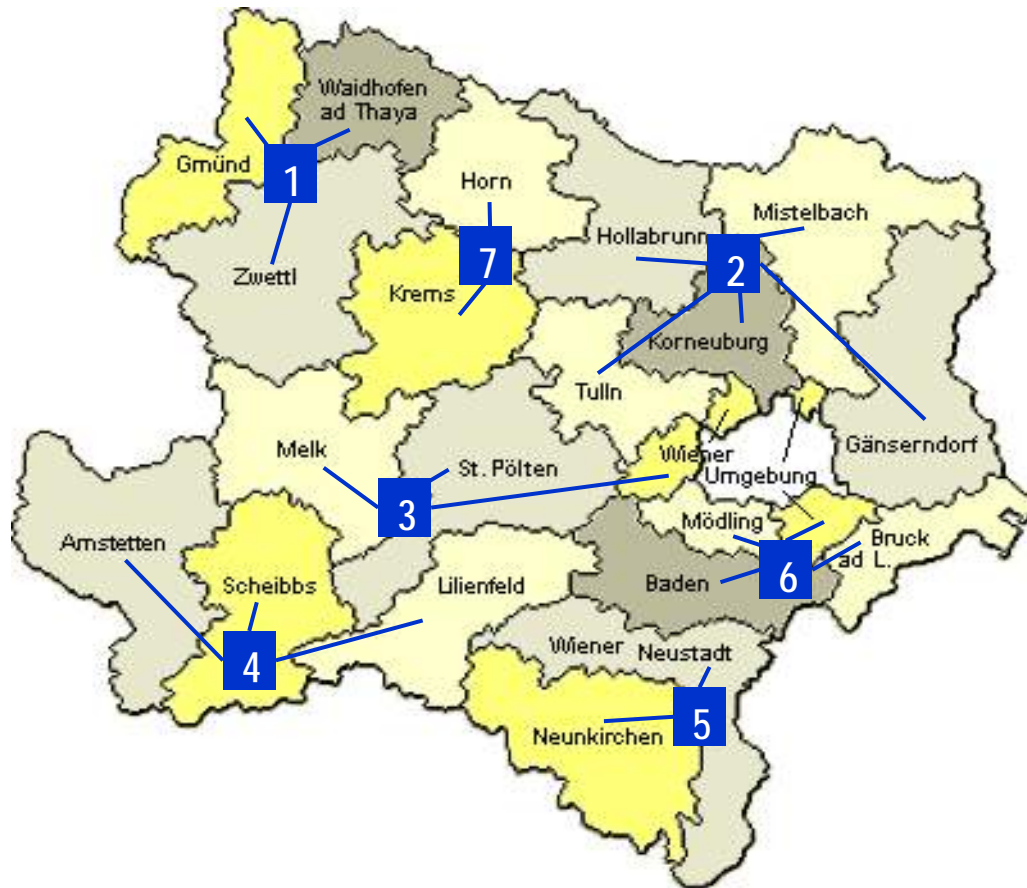 Waidhofen
ad Thaya
Gmünd
1
Horn
Mistelbach
Hollabrunn
7
2
Zwettl
Krems
Korneuburg
Tulln
Melk
St. Pölten
Wiener
Umgebung
Gänserndorf
3
Amstetten
Mödling
Bruck
ad L.
6
Scheibbs
Lilienfeld
Baden
4
Wiener Neustadt
5
Neunkirchen